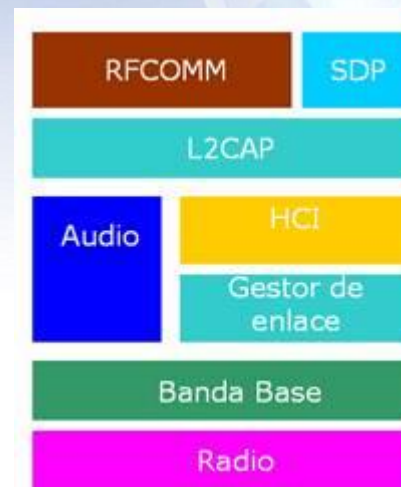 RFCOMM
SDP
L2CAP
Audio
HCI
Gestor de
enlace
Banda Base
Radio